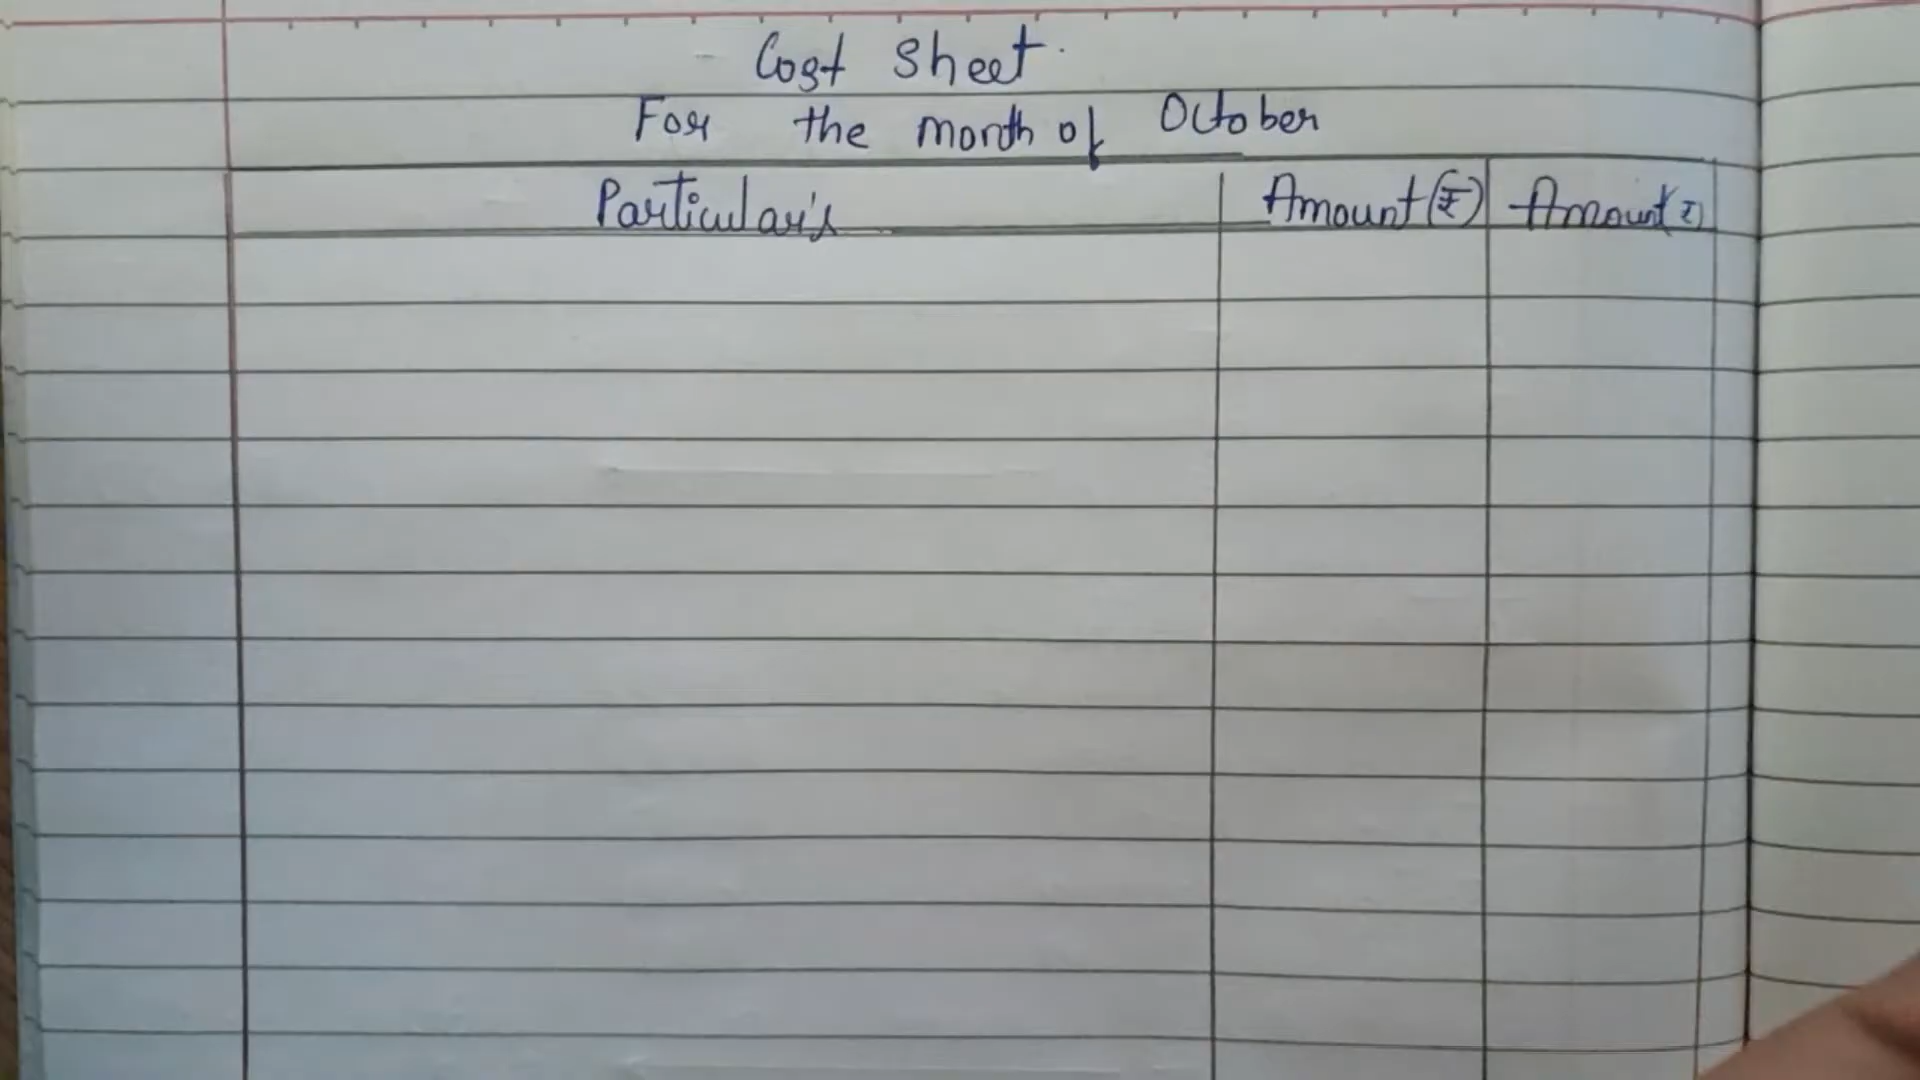 Cost Sheet
For the month of October
Particular's Amount (₹) Amount (₹)